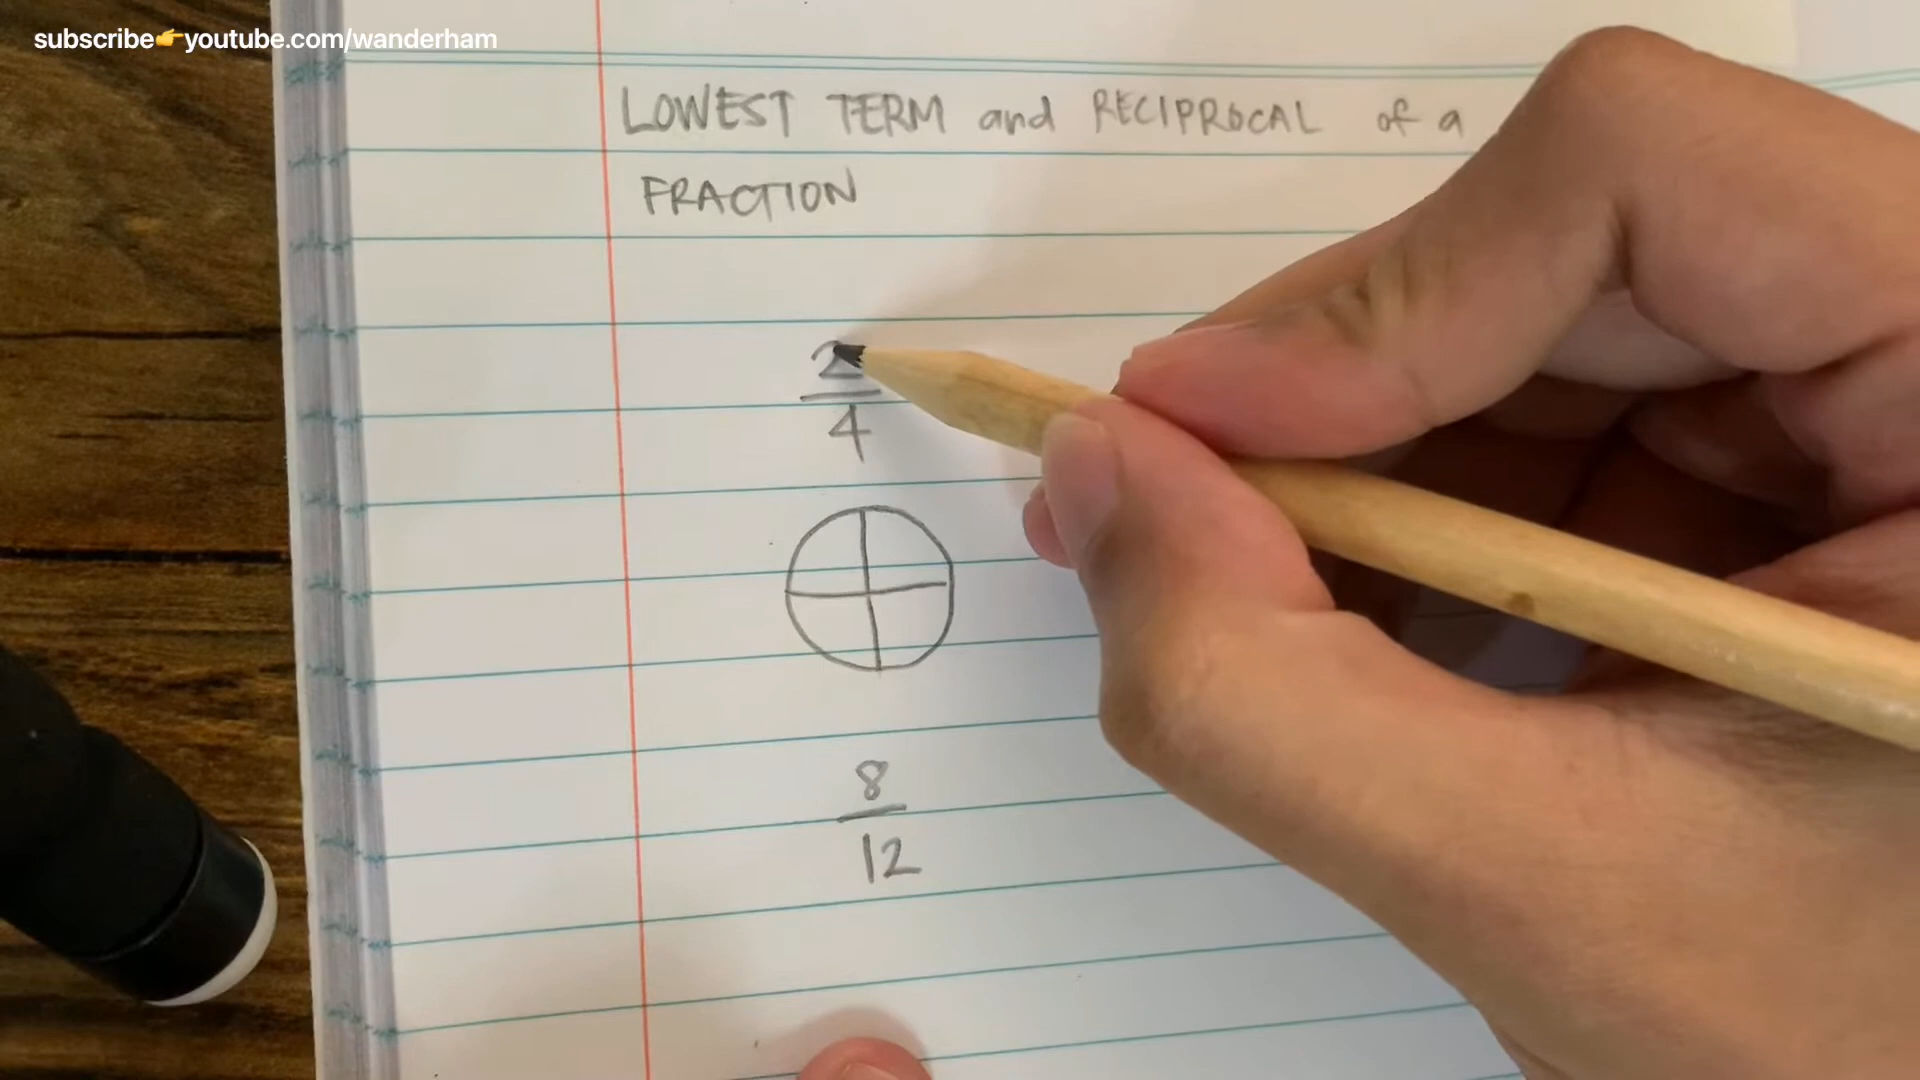 subscribe👉youtube.com/wanderham
LOWEST TERM and RECIPROCAL of a
FRACTION
2
4
8
12